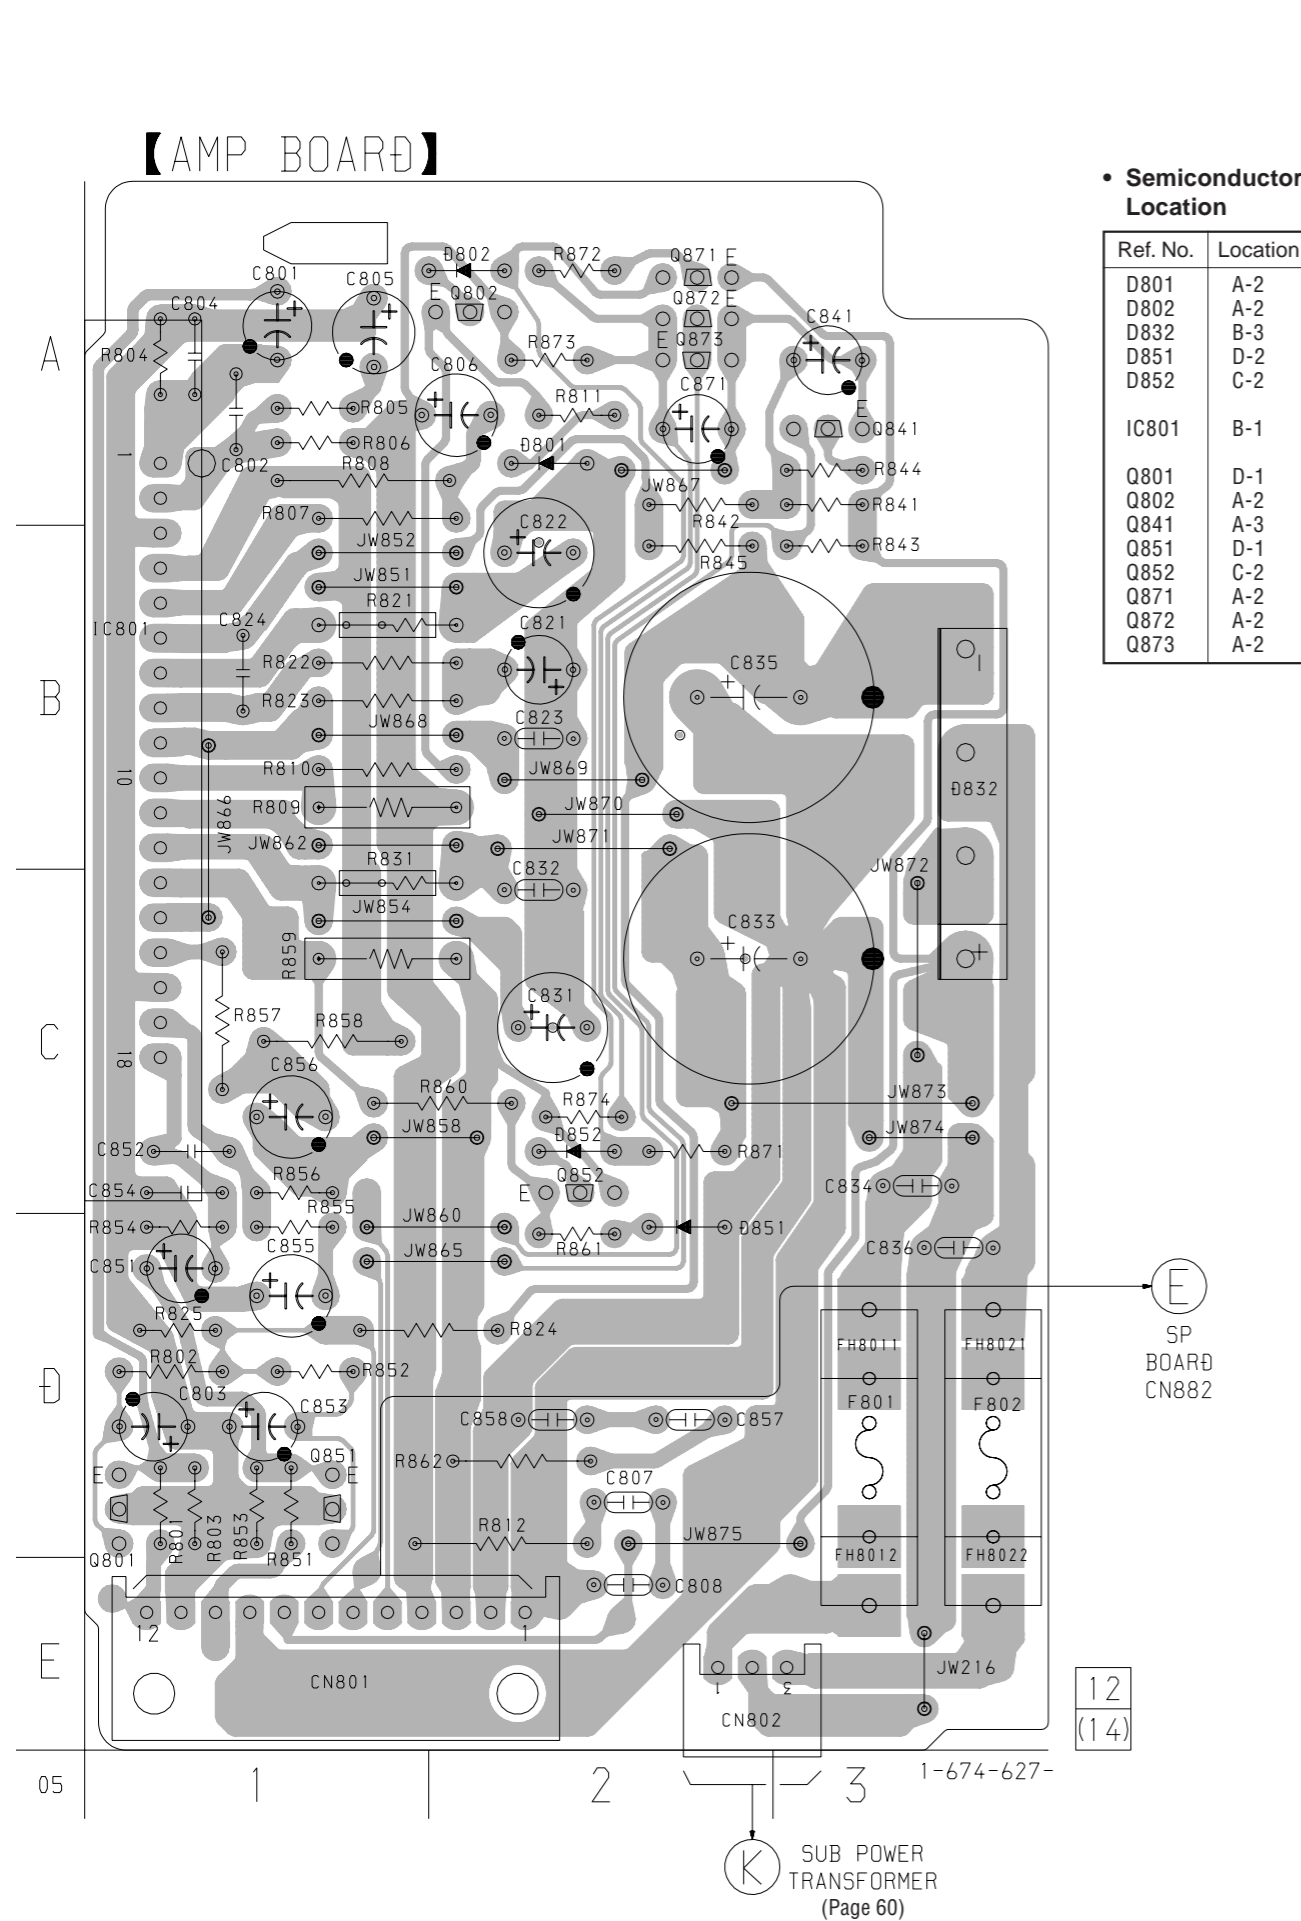 【AMP BOARD】
• Semiconductor
Location
Ref. No. Location
D801 A-2
D802 A-2
D832 B-3
D851 D-2
D852 C-2
IC801 B-1
Q801 D-1
Q802 A-2
Q841 A-3
Q851 D-1
Q852 C-2
Q871 A-2
Q872 A-2
Q873 A-2
D802 R872 Q871 E
C801 C805
E Q802 Q872 E
C804 C841
A R804 R873 E Q873
C806 C871
R805 R811 E
R806 D801 Q841
1 C802 R808 JW867 R844
R807 C822 R842 R841
JW852 R843
JW851 R845
R821
IC801 C824 C821
R822 C835
B R823 JW868 C823
10 R810 JW869 D832
JW866 R809 JW870
JW862 JW871
R831 C832 JW872
JW854 C833
R859 +
C831
C R857 R858
18 C856
R860 R874 JW873
JW858 D852 JW874
C852 R871
R856 Q852 C834
C854 E
R855
R854 JW860 D851
C855 R861 C836
C851 JW865
E
R825 R824 SP
BOARD
CN882
R802 FH8011 FH8021
D R852
C803 C853 F801 F802
C858 C857
Q851
E E R862
C807
R801 R803 R853 R851 R812 JW875
Q801 FH8012 FH8022
C808
12 1
E CN801 1 3 JW216
CN802
12
(14)
05 1 2 3 1-674-627-
K SUB POWER
TRANSFORMER
(Page 60)